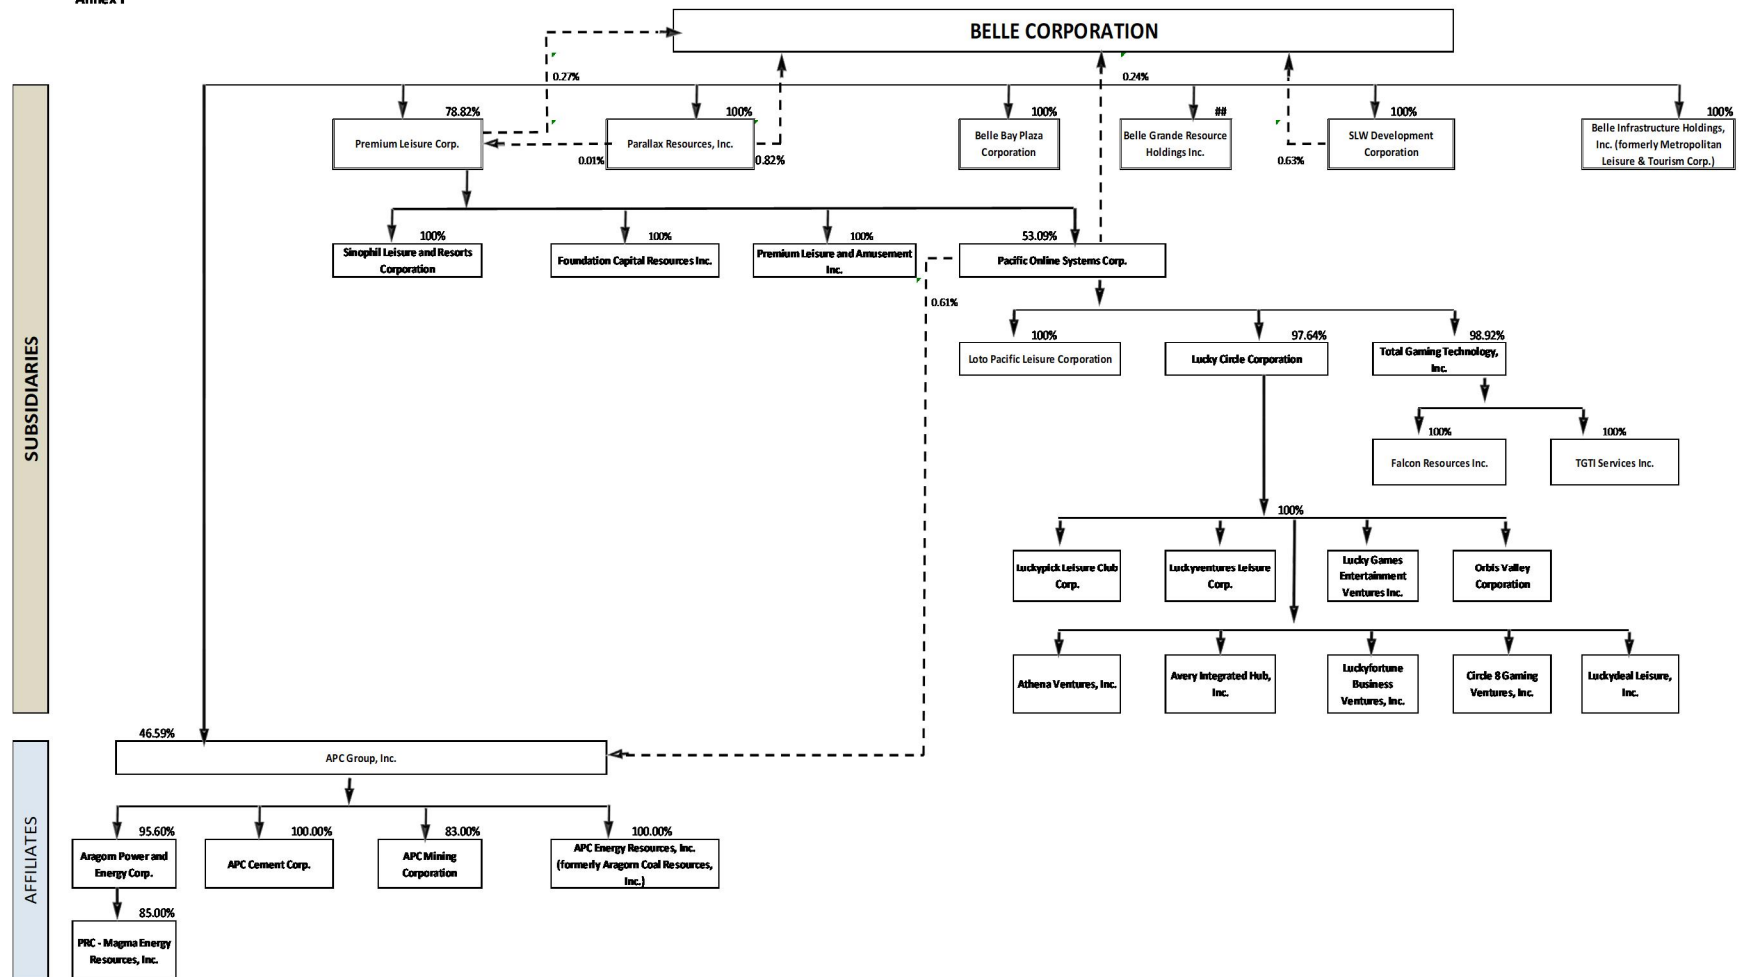 Annex I
BELLE CORPORATION
0.27%
0.24%
78.82%
100%
100%
##
100%
100%
Premium Leisure Corp.
Parallax Resources, Inc.
Belle Bay Plaza
Corporation
Belle Grande Resource
Holdings Inc.
SLW Development
Corporation
Belle Infrastructure Holdings,
Inc. (formerly Metropolitan
Leisure & Tourism Corp.)
0.01%
0.82%
0.63%
100%
100%
100%
53.09%
Sinophil Leisure and Resorts
Corporation
Foundation Capital Resources Inc.
Premium Leisure and Amusement
Inc.
Pacific Online Systems Corp.
0.61%
100%
97.64%
98.92%
Loto Pacific Leisure Corporation
Lucky Circle Corporation
Total Gaming Technology,
Inc.
100%
100%
Falcon Resources Inc.
TGTI Services Inc.
SUBSIDIARIES
100%
Luckypick Leisure Club
Corp.
Luckyventures Leisure
Corp.
Lucky Games
Entertainment
Ventures Inc.
Orbis Valley
Corporation
Athena Ventures, Inc.
Avery Integrated Hub,
Inc.
Luckyfortune
Business
Ventures, Inc.
Circle 8 Gaming
Ventures, Inc.
Luckydeal Leisure,
Inc.
46.59%
APC Group, Inc.
AFFILIATES
95.60%
100.00%
83.00%
100.00%
Aragorn Power and
Energy Corp.
APC Cement Corp.
APC Mining
Corporation
APC Energy Resources, Inc.
(formerly Aragorn Coal Resources,
Inc.)
85.00%
PRC - Magma Energy
Resources, Inc.